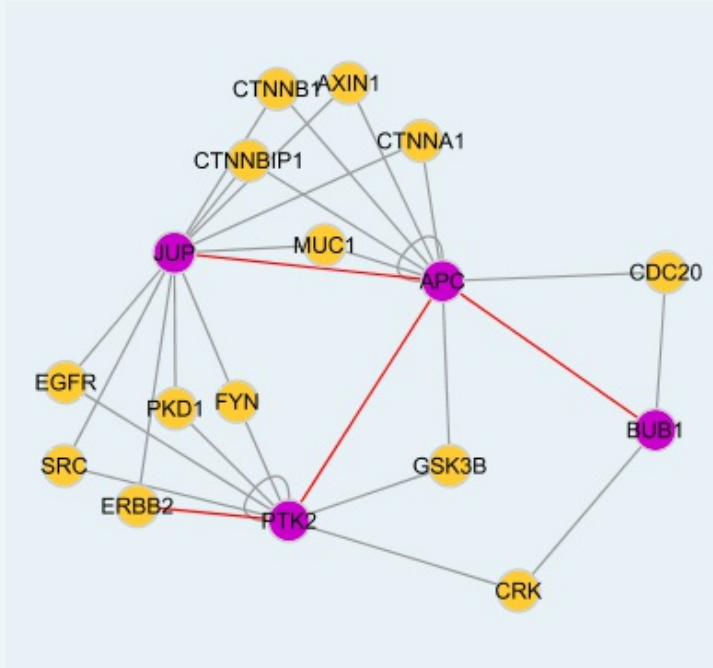 CTNNB1
AXIN1
CTNNA1
CTNNBIP1
MUC1
JUP
APC
CDC20
EGFR
PKD1
FYN
BUB1
SRC
GSK3B
ERBB2
PTK2
CRK